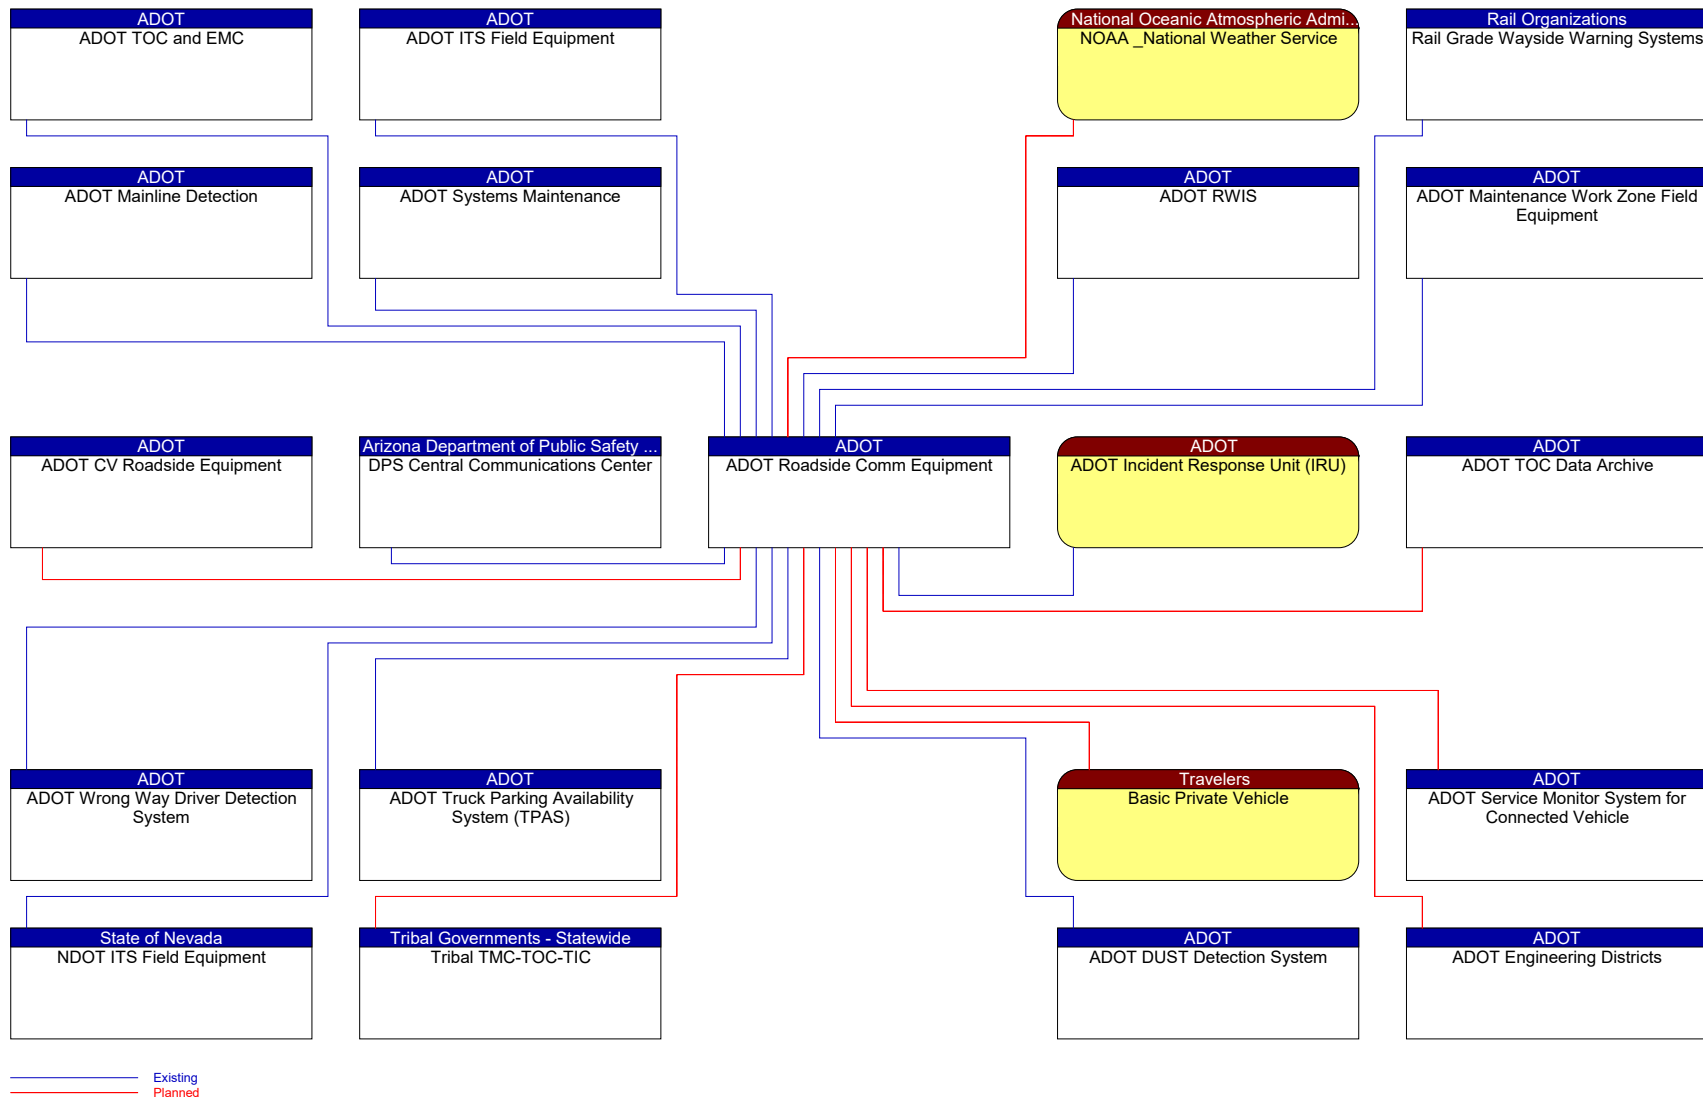 ADOT
ADOT TOC and EMC
ADOT
ADOT ITS Field Equipment
National Oceanic Atmospheric Admi...
NOAA _National Weather Service
Rail Organizations
Rail Grade Wayside Warning Systems
ADOT
ADOT Mainline Detection
ADOT
ADOT Systems Maintenance
ADOT
ADOT RWIS
ADOT
ADOT Maintenance Work Zone Field
Equipment
ADOT
ADOT CV Roadside Equipment
Arizona Department of Public Safety ...
DPS Central Communications Center
ADOT
ADOT Roadside Comm Equipment
ADOT
ADOT Incident Response Unit (IRU)
ADOT
ADOT TOC Data Archive
ADOT
ADOT Wrong Way Driver Detection
System
ADOT
ADOT Truck Parking Availability
System (TPAS)
Travelers
Basic Private Vehicle
ADOT
ADOT Service Monitor System for
Connected Vehicle
State of Nevada
NDOT ITS Field Equipment
Tribal Governments - Statewide
Tribal TMC-TOC-TIC
ADOT
ADOT DUST Detection System
ADOT
ADOT Engineering Districts
Existing
Planned